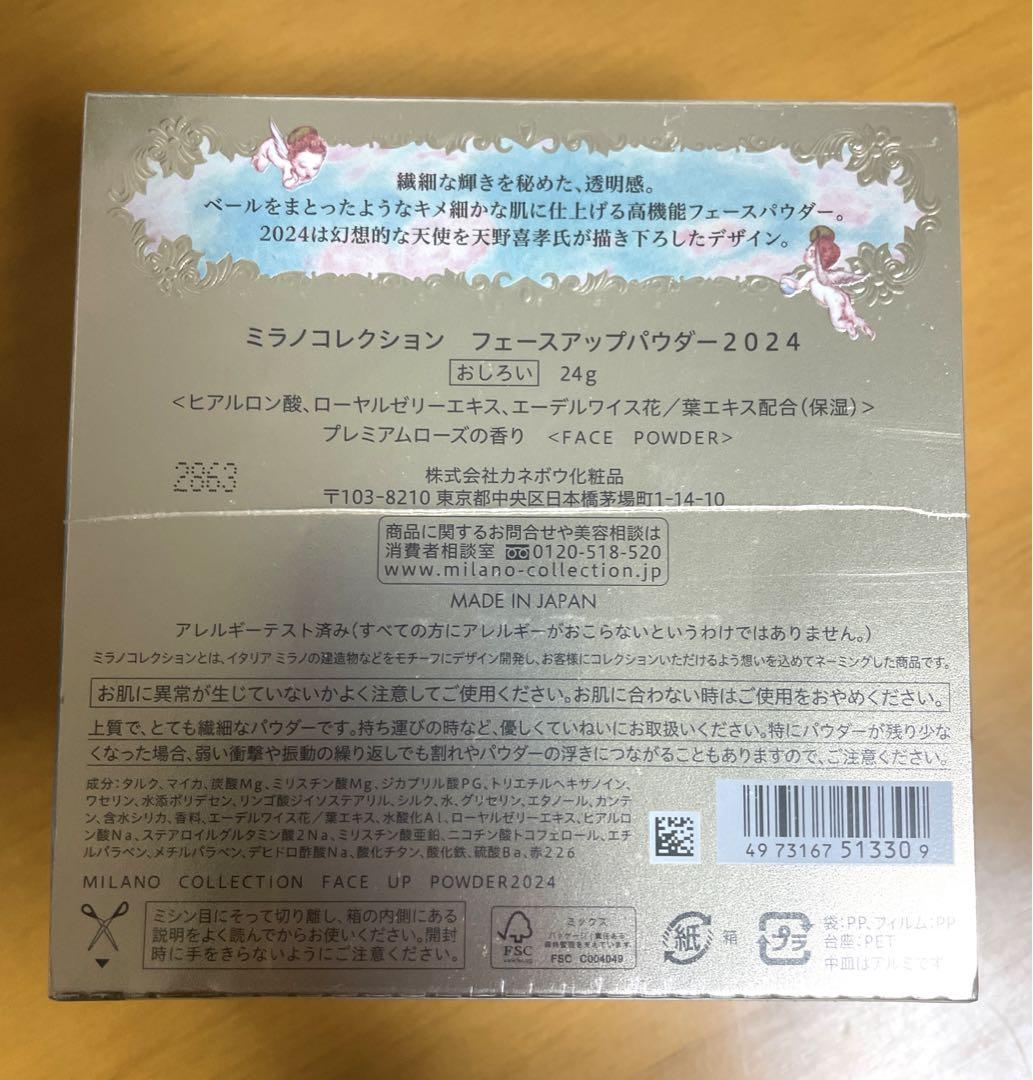 繊細な輝きを秘めた、透明感。
ベールをまとったようなキメ細かな肌に仕上げる高機能フェースパウダー。
2024は幻想的な天使を天野喜孝氏が描き下ろしたデザイン。
ミラノコレクション　フェースアップパウダー2024
おしろい　24g
<ヒアルロン酸、ローヤルゼリーエキス、エーデルワイス花／葉エキス配合(保湿)>
プレミアムローズの香り　<FACE　POWDER>
2863
株式会社カネボウ化粧品
〒103-8210 東京都中央区日本橋茅場町1-14-10
商品に関するお問合せや美容相談は
消費者相談室 0120-518-520
www.milano-collection.jp
MADE IN JAPAN
アレルギーテスト済み(すべての方にアレルギーがおこらないというわけではありません。)
ミラノコレクションとは、イタリア ミラノの建造物などをモチーフにデザイン開発し、お客様にコレクションいただけるよう想いを込めてネーミングした商品です。
お肌に異常が生じていないかよく注意してご使用ください。お肌に合わない時はご使用をおやめください。
上質で、とても繊細なパウダーです。持ち運びの時など、優しくていねいにお取扱いください。特にパウダーが残り少な
くなった場合、弱い衝撃や振動の繰り返しでも割れやパウダーの浮きにつながることもありますので、ご注意ください。
成分：タルク、マイカ、炭酸Mg、ミリスチン酸Mg、ジカプリル酸PG、トリエチルヘキサノイン、
ワセリン、水添ポリデセン、リンゴ酸ジイソステアリル、シルク、水、グリセリン、エタノール、カンテ
ン、含水シリカ、香料、エーデルワイス花／葉エキス、水酸化Al、ローヤルゼリーエキス、ヒアルロ
ン酸Na、ステアロイルグルタミン酸2Na、ミリスチン酸亜鉛、ニコチン酸トコフェロール、エチ
ルパラベン、メチルパラベン、デヒドロ酢酸Na、酸化チタン、酸化鉄、硫酸Ba、赤226
4973167513309
MILANO　COLLECTION　FACE　UP　POWDER2024
ミシン目にそって切り離し、箱の内側にある
説明をよく読んでからお使いください。開封
時に手をきらないようにご注意ください。
FSC
www.fsc.org
ミックス
パッケージ｜責任ある
森林管理を支えています
FSC C004049
紙 箱
プラ
袋：PP、フィルム：PP
台座：PET
中皿はアルミです